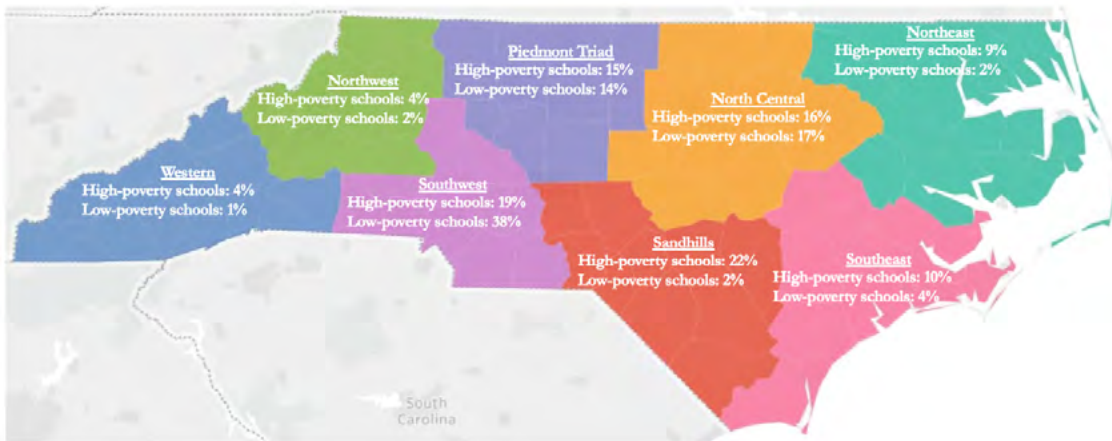 Northeast
High-poverty schools: 9%
Low-poverty schools: 2%
Piedmont Triad
High-poverty schools: 15%
Low-poverty schools: 14%
Northwest
High-poverty schools: 4%
Low-poverty schools: 2%
North Central
High-poverty schools: 16%
Low-poverty schools: 17%
Western
High-poverty schools: 4%
Low-poverty schools: 1%
Southwest
High-poverty schools: 19%
Low-poverty schools: 38%
Sandhills
High-poverty schools: 22%
Low-poverty schools: 2%
Southeast
High-poverty schools: 10%
Low-poverty schools: 4%
South
Carolina